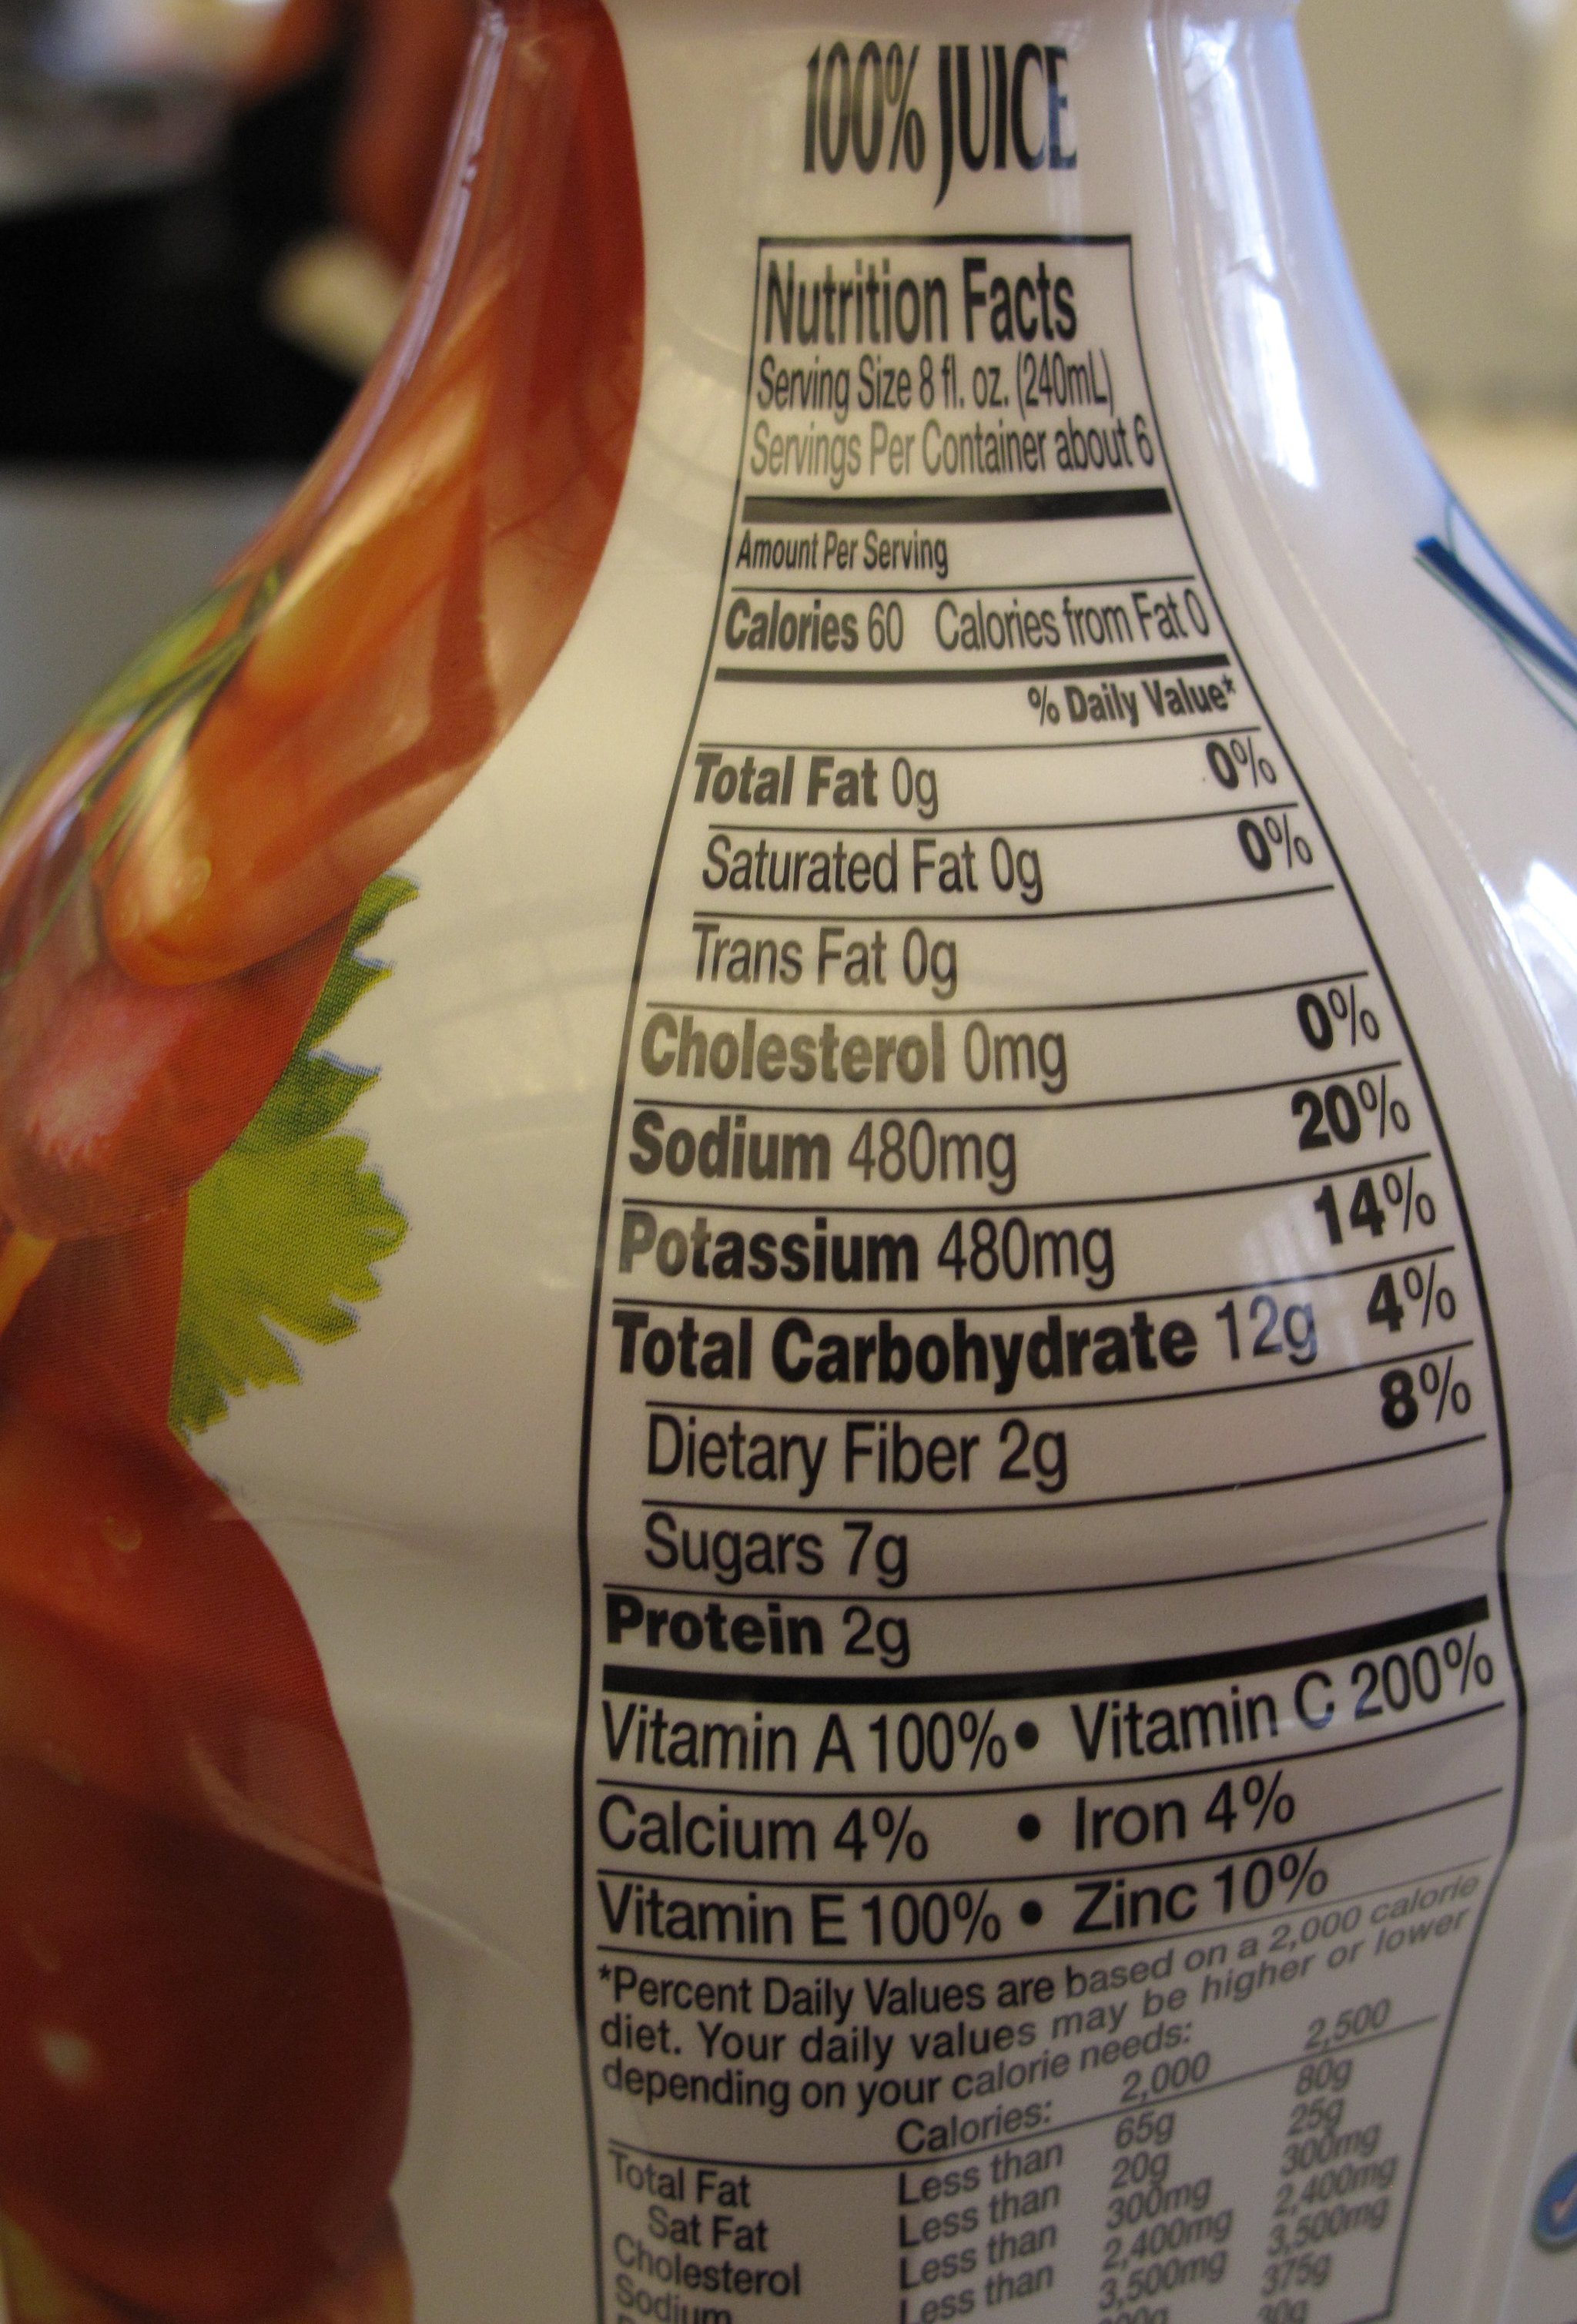 100% JUICE
Nutrition Facts
Serving Size 8 fl. oz. (240mL)
Servings Per Container about 6
Amount Per Serving
Calories 60 Calories from Fat 0
% Daily Value*
Total Fat 0g 0%
Saturated Fat 0g 0%
Trans Fat 0g
Cholesterol 0mg 0%
Sodium 480mg 20%
Potassium 480mg 14%
Total Carbohydrate 12g 4%
Dietary Fiber 2g 8%
Sugars 7g
Protein 2g
Vitamin A 100% • Vitamin C 200%
Calcium 4% • Iron 4%
Vitamin E 100% • Zinc 10%
*Percent Daily Values are based on a 2,000 calorie
diet. Your daily values may be higher or lower
depending on your calorie needs:
Calories: 2,000 2,500
Total Fat Less than 65g 80g
Sat Fat Less than 20g 25g
Cholesterol Less than 300mg 300mg
Sodium Less than 2,400mg 2,400mg
3,500mg 3,500mg
375g